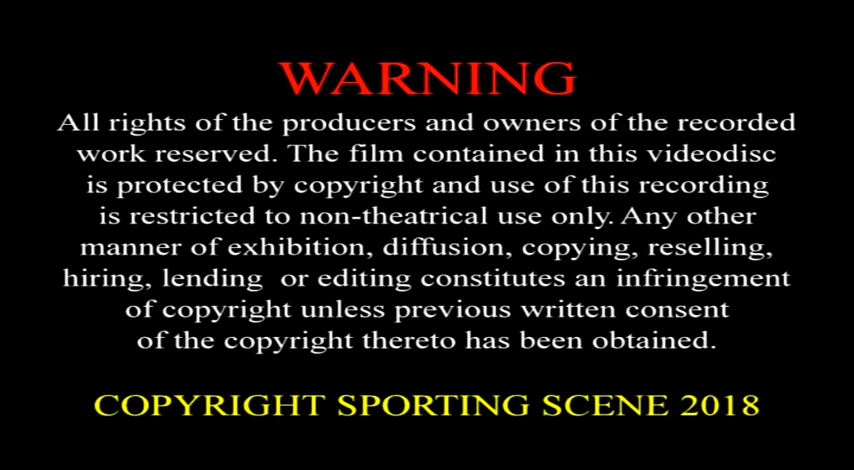 WARNING
All rights of the producers and owners of the recorded
work reserved. The film contained in this videodisc
is protected by copyright and use of this recording
is restricted to non-theatrical use only. Any other
manner of exhibition, diffusion, copying, reselling,
hiring, lending  or editing constitutes an infringement
of copyright unless previous written consent
of the copyright thereto has been obtained.
COPYRIGHT SPORTING SCENE 2018